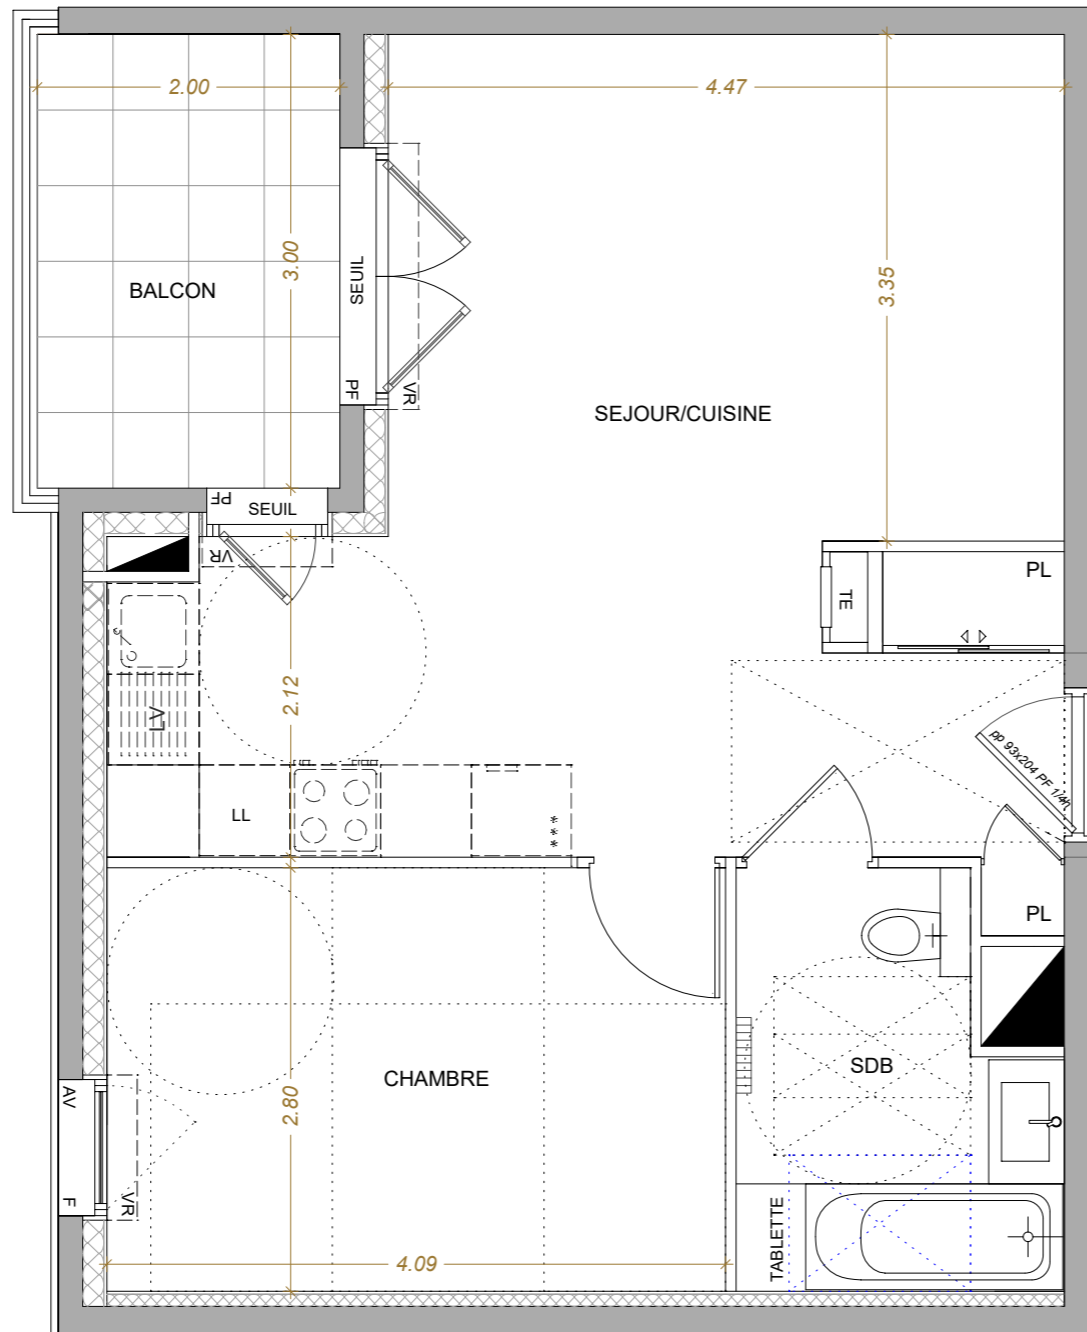 2.00
4.47
3.00
BALCON
SEUIL
PF
VR
3.35
SEJOUR/CUISINE
PF
SEUIL
VR
PL
TE
2.12
LV
LL
***
pp 93x204 PF 1/4h
PL
SDB
CHAMBRE
2.80
AV
F
VR
4.09
TABLETTE